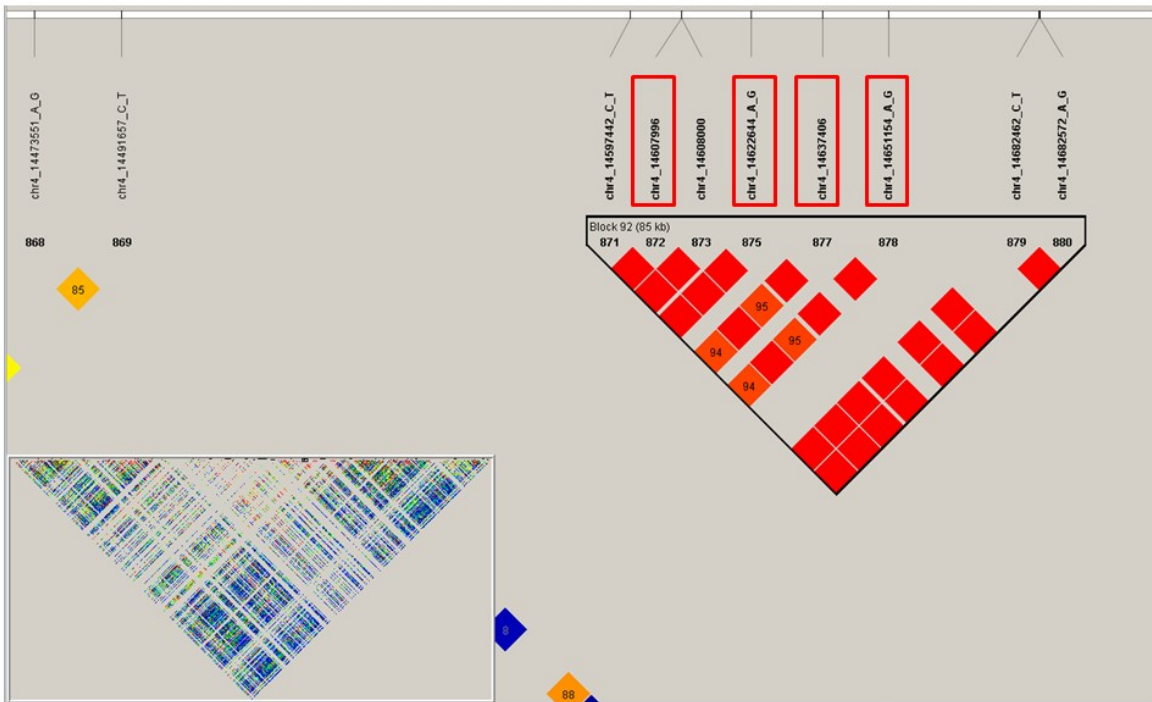 chr4_14473551_A_G
chr4_14491657_C_T
chr4_14597442_C_T
chr4_14607996
chr4_14608000
chr4_14622644_A_G
chr4_14637406
chr4_14651154_A_G
chr4_14682462_C_T
chr4_14682572_A_G
Block 92 (85 kb)
868 869 871 872 873 875 877 878 879 880
85
95
95
94
94
8
88